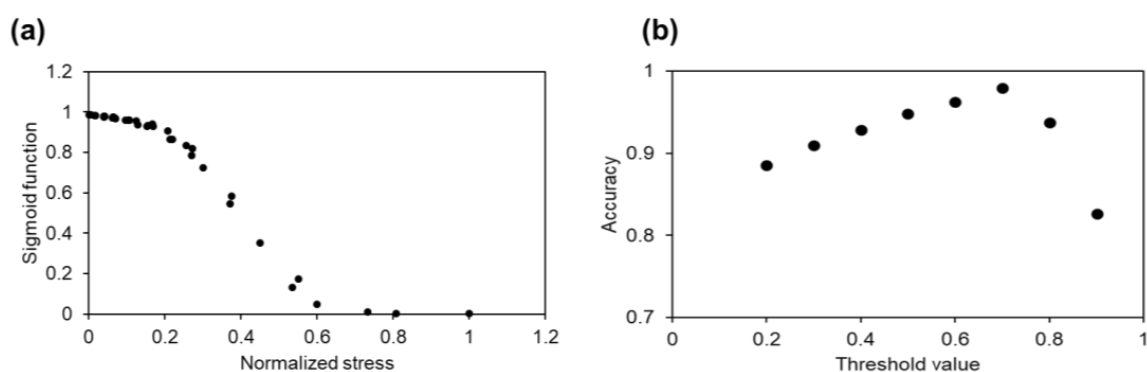 (a)
1.2
1
0.8
0.6
0.4
0.2
0
Sigmoid function
0 0.2 0.4 0.6 0.8 1 1.2
Normalized stress
(b)
1
0.9
0.8
0.7
Accuracy
0 0.2 0.4 0.6 0.8 1
Threshold value